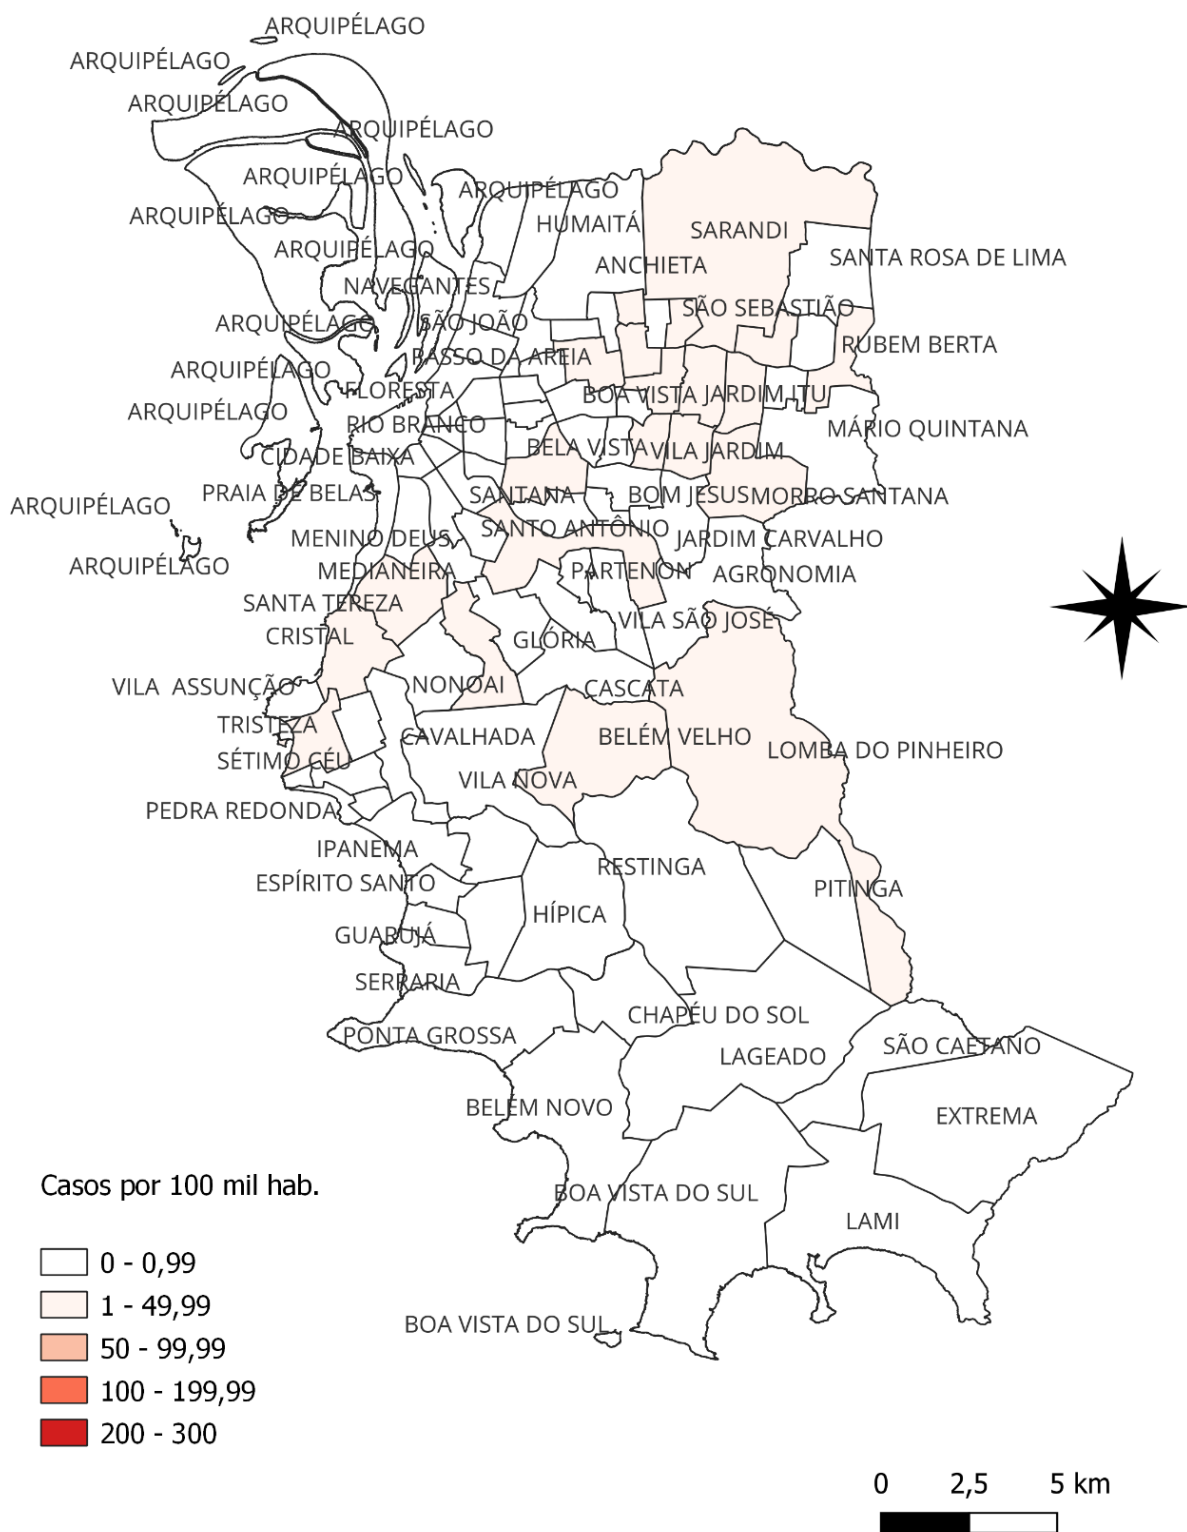 ARQUIPÉLAGO
ARQUIPÉLAGO
ARQUIPÉLAGO
ARQUIPÉLAGO
ARQUIPÉLAGO
ARQUIPÉLAGO
ARQUIPÉLAGO
HUMAITÁ
SARANDI
ARQUIPÉLAGO
SANTA ROSA DE LIMA
ANCHIETA
NAVEGANTES
SÃO SEBASTIÃO
ARQUIPÉLAGO
SÃO JOÃO
RUBEM BERTA
PASSO DA AREIA
ARQUIPÉLAGO
FLORESTA
BOA VISTA
JARDIM ITU
ARQUIPÉLAGO
RIO BRANCO
MÁRIO QUINTANA
BELA VISTA
VILA JARDIM
CIDADE BAIXA
PRAIA DE BELAS
SANTANA
BOM JESUS
MORRO SANTANA
ARQUIPÉLAGO
SANTO ANTÔNIO
MENINO DEUS
JARDIM CARVALHO
ARQUIPÉLAGO
MEDIANEIRA
PARTENON
AGRONOMIA
SANTA TEREZA
VILA SÃO JOSÉ
CRISTAL
GLÓRIA
VILA ASSUNÇÃO
NONOAI
CASCATA
TRISTEZA
CAVALHADA
BELÉM VELHO
LOMBA DO PINHEIRO
SÉTIMO CÉU
VILA NOVA
PEDRA REDONDA
IPANEMA
RESTINGA
ESPÍRITO SANTO
PITINGA
HÍPICA
GUARUJÁ
SERRARIA
CHAPÉU DO SOL
PONTA GROSSA
SÃO CAETANO
LAGEADO
BELÉM NOVO
EXTREMA
BOA VISTA DO SUL
LAMI
BOA VISTA DO SUL
Casos por 100 mil hab.
0 - 0,99
1 - 49,99
50 - 99,99
100 - 199,99
200 - 300
0 2,5 5 km